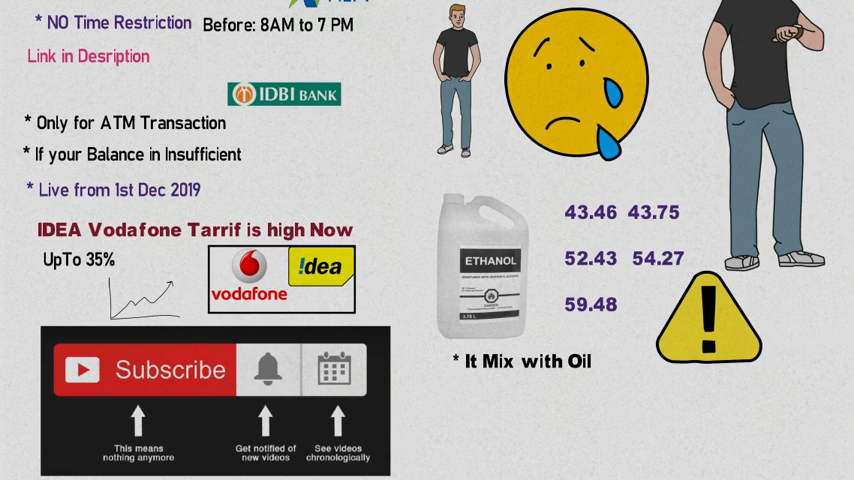 * NO Time Restriction Before: 8AM to 7 PM
Link in Desription
IDBI BANK
* Only for ATM Transaction
* If your Balance in Insufficient
* Live from 1st Dec 2019
IDEA Vodafone Tarrif is high Now
UpTo 35%
vodafone
!dea
Subscribe
This means
nothing anymore
Get notified of
new videos
See videos
chronologically
ETHANOL
3.78 L
43.46 43.75
52.43 54.27
59.48
!
* It Mix with Oil